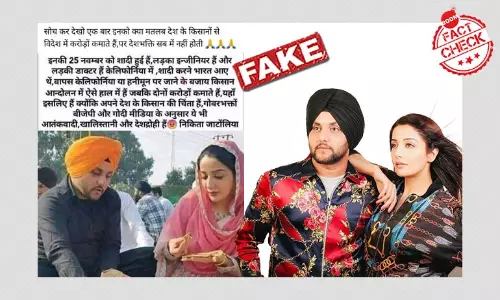 सोच कर देखो एक बार इनको क्या मतलब देश के किसानों से
विदेश में करोड़ों कमाते हैं,पर देशभक्ति सब में नहीं होती 🙏🙏🙏
इनकी 25 नवम्बर को शादी हुई हैं,लड़का इन्जीनियर हैं और
लड़की डाक्टर हैं केलिफोर्निया में ,शादी करने भारत आए
थें,वापस केलिफोर्निया या हनीमून पर जाने के बजाय किसान
आन्दोलन में ऐसे हाल में हैं जबकि दोनों करोड़ों कमाते हैं,यहाँ
इसलिए हैं क्योंकि अपने देश के किसान की चिंता हैं,गोबरभक्तों
बीजेपी और गोदी मीडिया के अनुसार ये भी
आतंकवादी,खालिस्तानी और देशद्रोही हैं😡 निकिता जाटोंलिया
FAKE
BOOM
FACT
CHECK